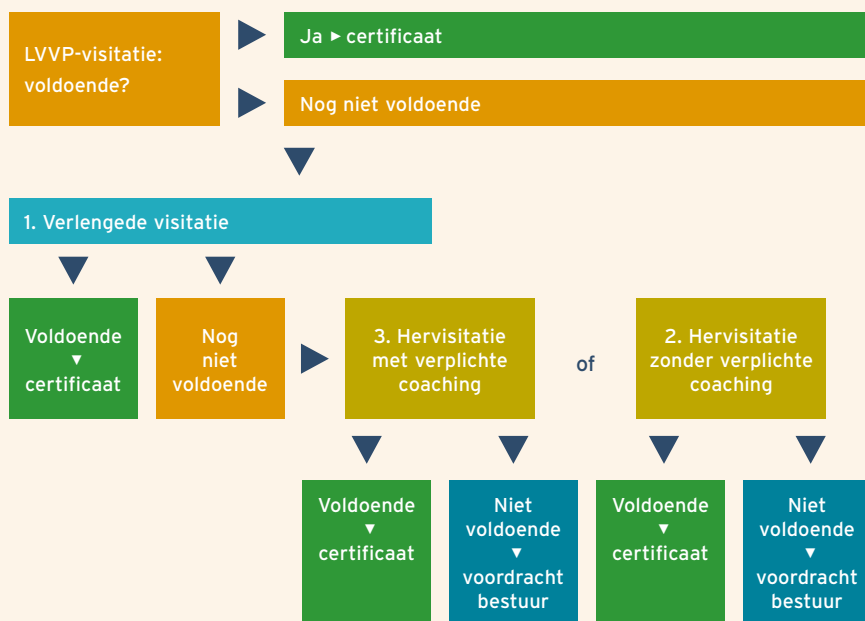 LVVP-visitatie:
voldoende?
Ja ▸ certificaat
Nog niet voldoende
1. Verlengede visitatie
Voldoende
▾
certificaat
Nog
niet
voldoende
3. Hervisitatie
met verplichte
coaching
of
2. Hervisitatie
zonder verplichte
coaching
Voldoende
▾
certificaat
Niet
voldoende
▾
voordracht
bestuur
Voldoende
▾
certificaat
Niet
voldoende
▾
voordracht
bestuur